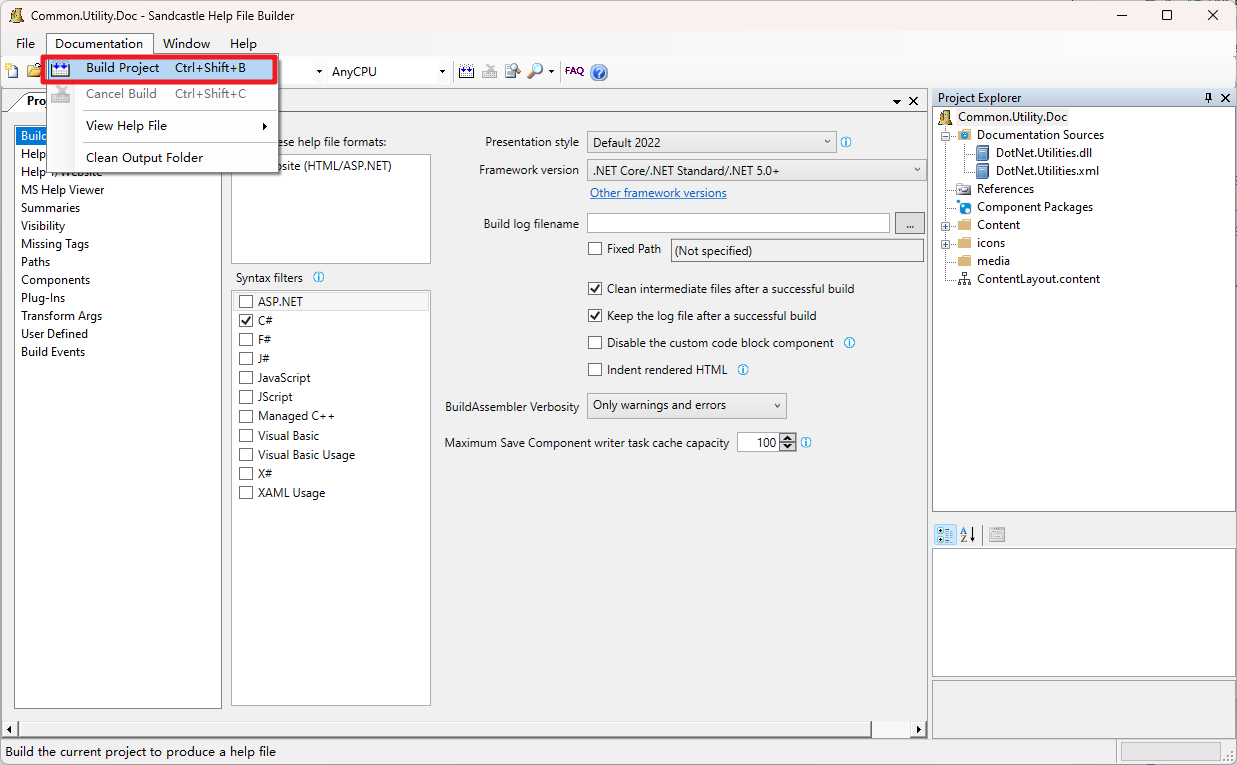 Common.Utility.Doc - Sandcastle Help File Builder
File Documentation Window Help
Build Project Ctrl+Shift+B
Cancel Build Ctrl+Shift+C
View Help File
Clean Output Folder
AnyCPU
FAQ
Build
Help
Help
MS Help Viewer
Summaries
Visibility
Missing Tags
Paths
Components
Plug-Ins
Transform Args
User Defined
Build Events
help file formats:
(HTML/ASP.NET)
Syntax filters
ASP.NET
C#
F#
J#
JavaScript
JScript
Managed C++
Visual Basic
Visual Basic Usage
X#
XAML Usage
Presentation style Default 2022
Framework version .NET Core/.NET Standard/.NET 5.0+
Other framework versions
Build log filename ...
Fixed Path (Not specified)
Clean intermediate files after a successful build
Keep the log file after a successful build
Disable the custom code block component
Indent rendered HTML
BuildAssembler Verbosity Only warnings and errors
Maximum Save Component writer task cache capacity 100
Project Explorer
Common.Utility.Doc
Documentation Sources
DotNet.Utilities.dll
DotNet.Utilities.xml
References
Component Packages
Content
icons
media
ContentLayout.content
Build the current project to produce a help file